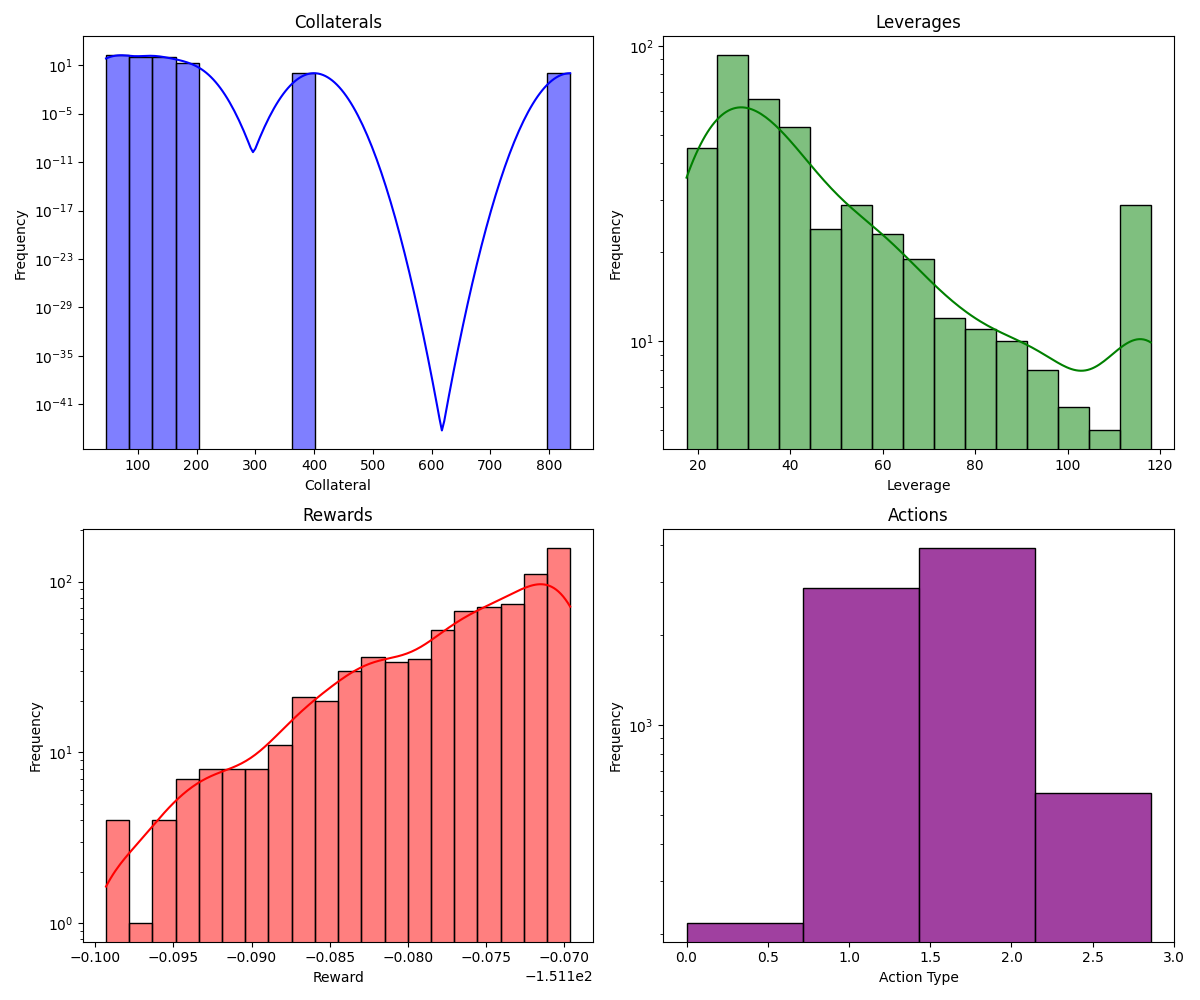 Collaterals
Frequency
10^1
10^-5
10^-11
10^-17
10^-23
10^-29
10^-35
10^-41
100 200 300 400 500 600 700 800
Collateral
Leverages
Frequency
10^2
10^1
20 40 60 80 100 120
Leverage
Rewards
Frequency
10^2
10^1
10^0
−0.100 −0.095 −0.090 −0.085 −0.080 −0.075 −0.070
Reward
−1.511e2
Actions
Frequency
10^3
0.0 0.5 1.0 1.5 2.0 2.5 3.0
Action Type